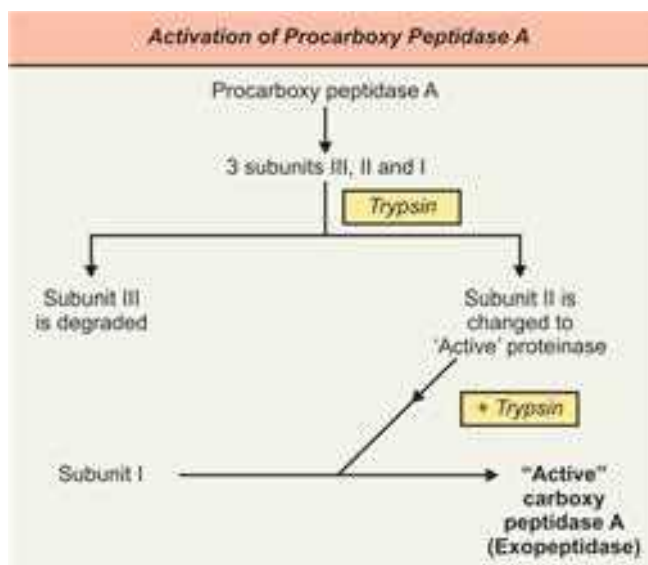 Activation of Procarboxy Peptidase A
Procarboxy peptidase A
3 subunits III, II and I
Trypsin
Subunit III
is degraded
Subunit II is
changed to
'Active' proteinase
+ Trypsin
Subunit I
“Active”
carboxy
peptidase A
(Exopeptidase)